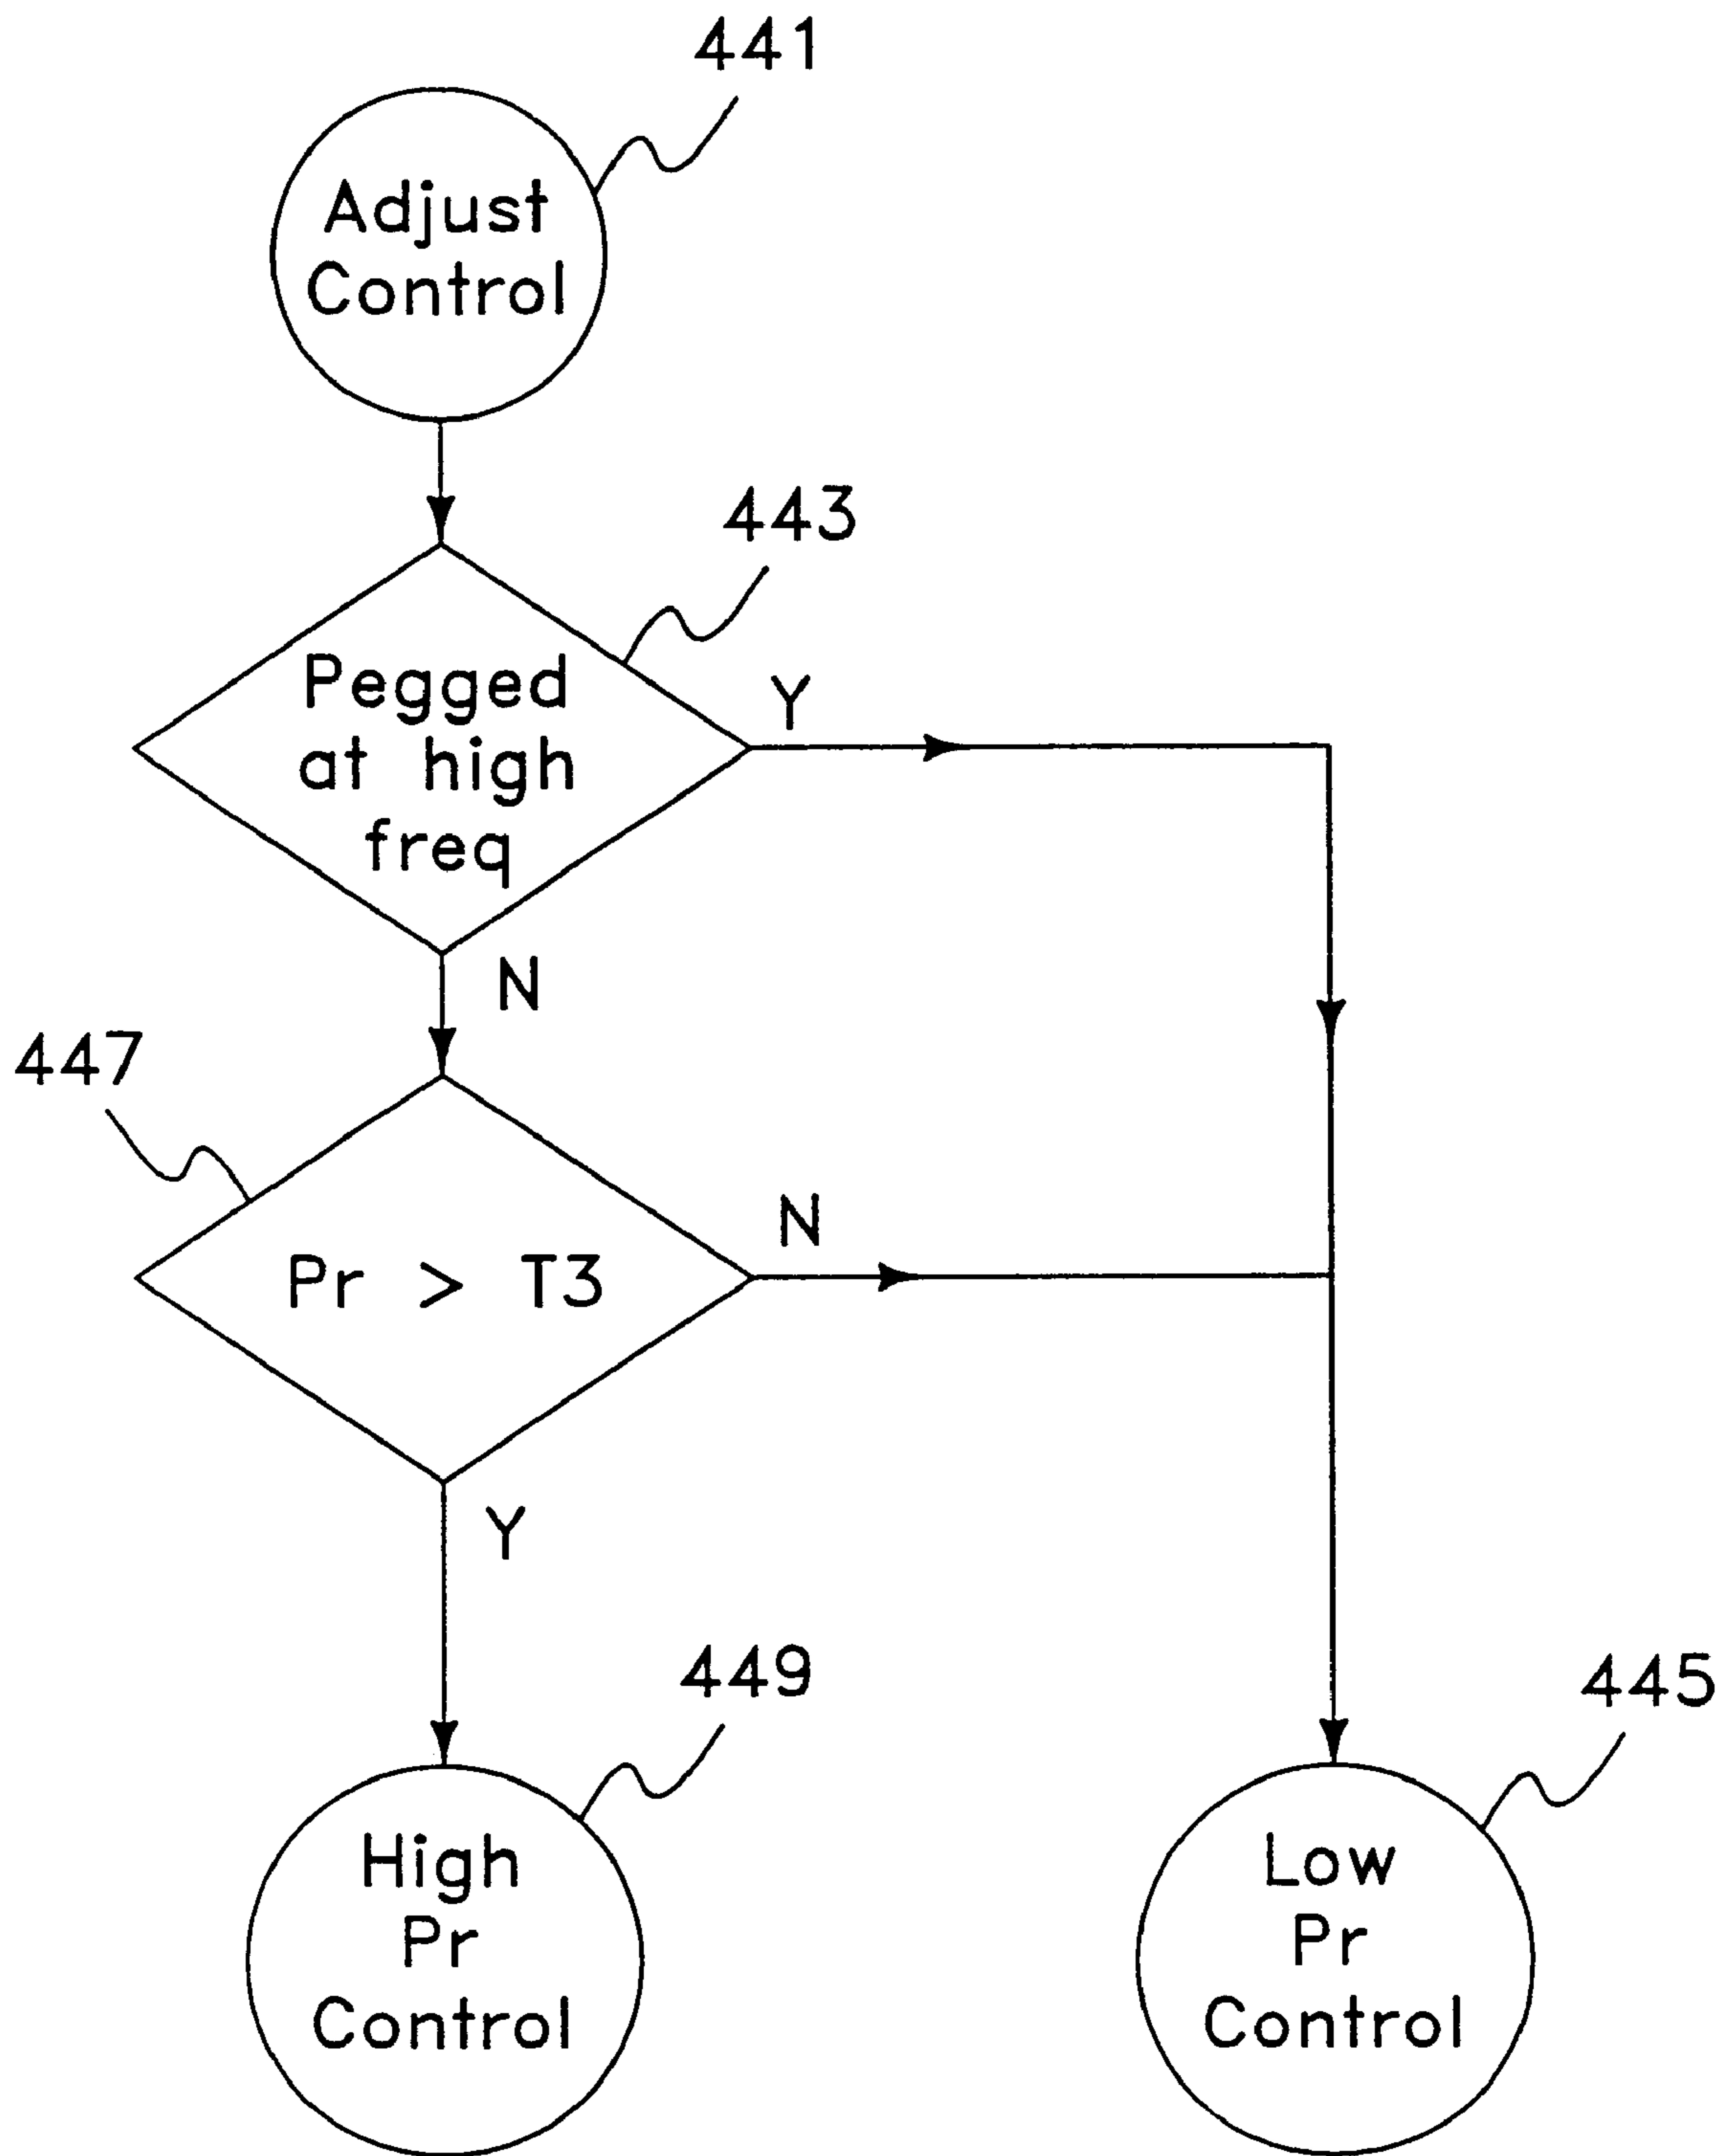 441
Adjust
Control
443
Pegged
at high
freq
Y
N
447
Pr > T3
N
Y
449
High
Pr
Control
445
Low
Pr
Control